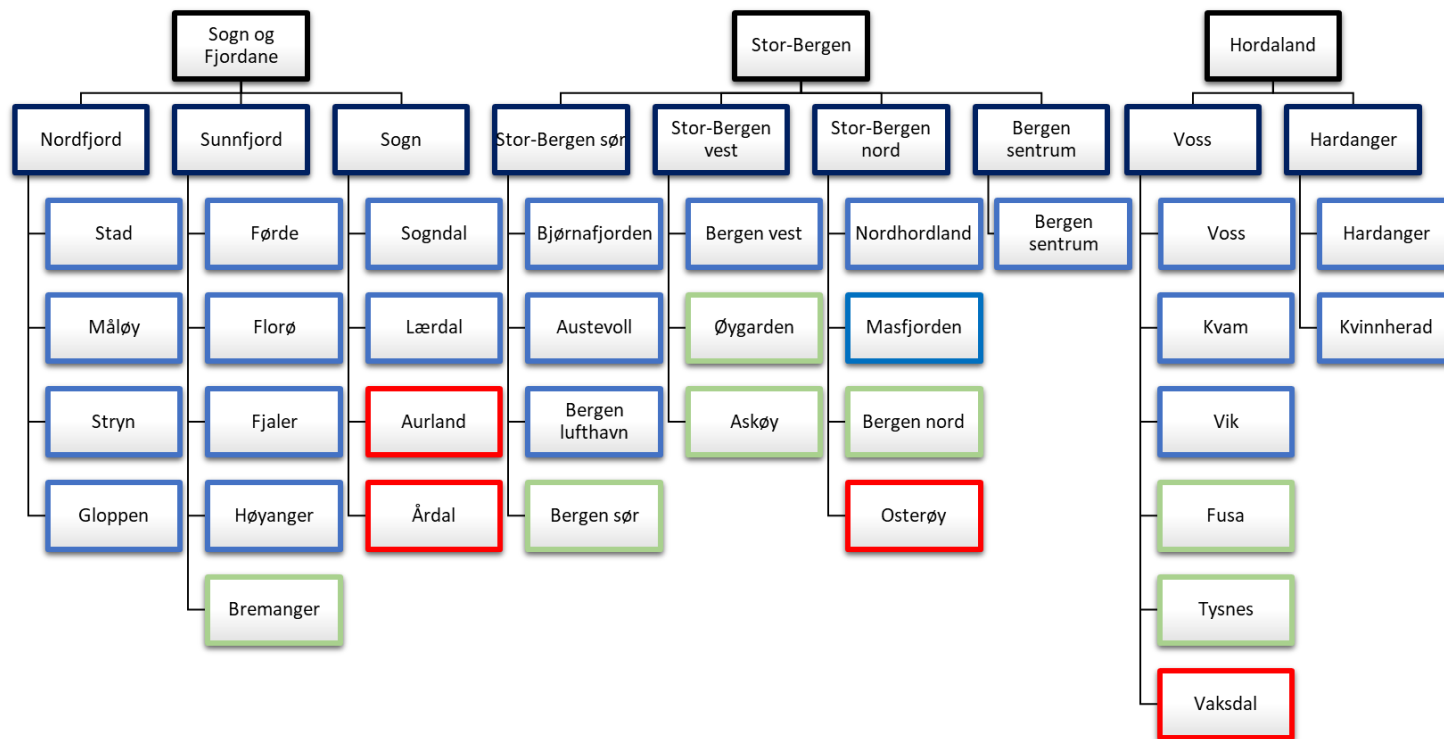 Sogn og
Fjordane
Stor-Bergen
Hordaland
Nordfjord
Sunnfjord
Sogn
Stor-Bergen sør
Stor-Bergen
vest
Stor-Bergen
nord
Bergen
sentrum
Voss
Hardanger
Stad
Førde
Sogndal
Bjørnafjorden
Bergen vest
Nordhordland
Bergen
sentrum
Voss
Hardanger
Måløy
Florø
Lærdal
Austevoll
Øygarden
Masfjorden
Kvam
Kvinnherad
Stryn
Fjaler
Aurland
Bergen
lufthavn
Askøy
Bergen nord
Vik
Gloppen
Høyanger
Årdal
Bergen sør
Osterøy
Fusa
Bremanger
Tysnes
Vaksdal